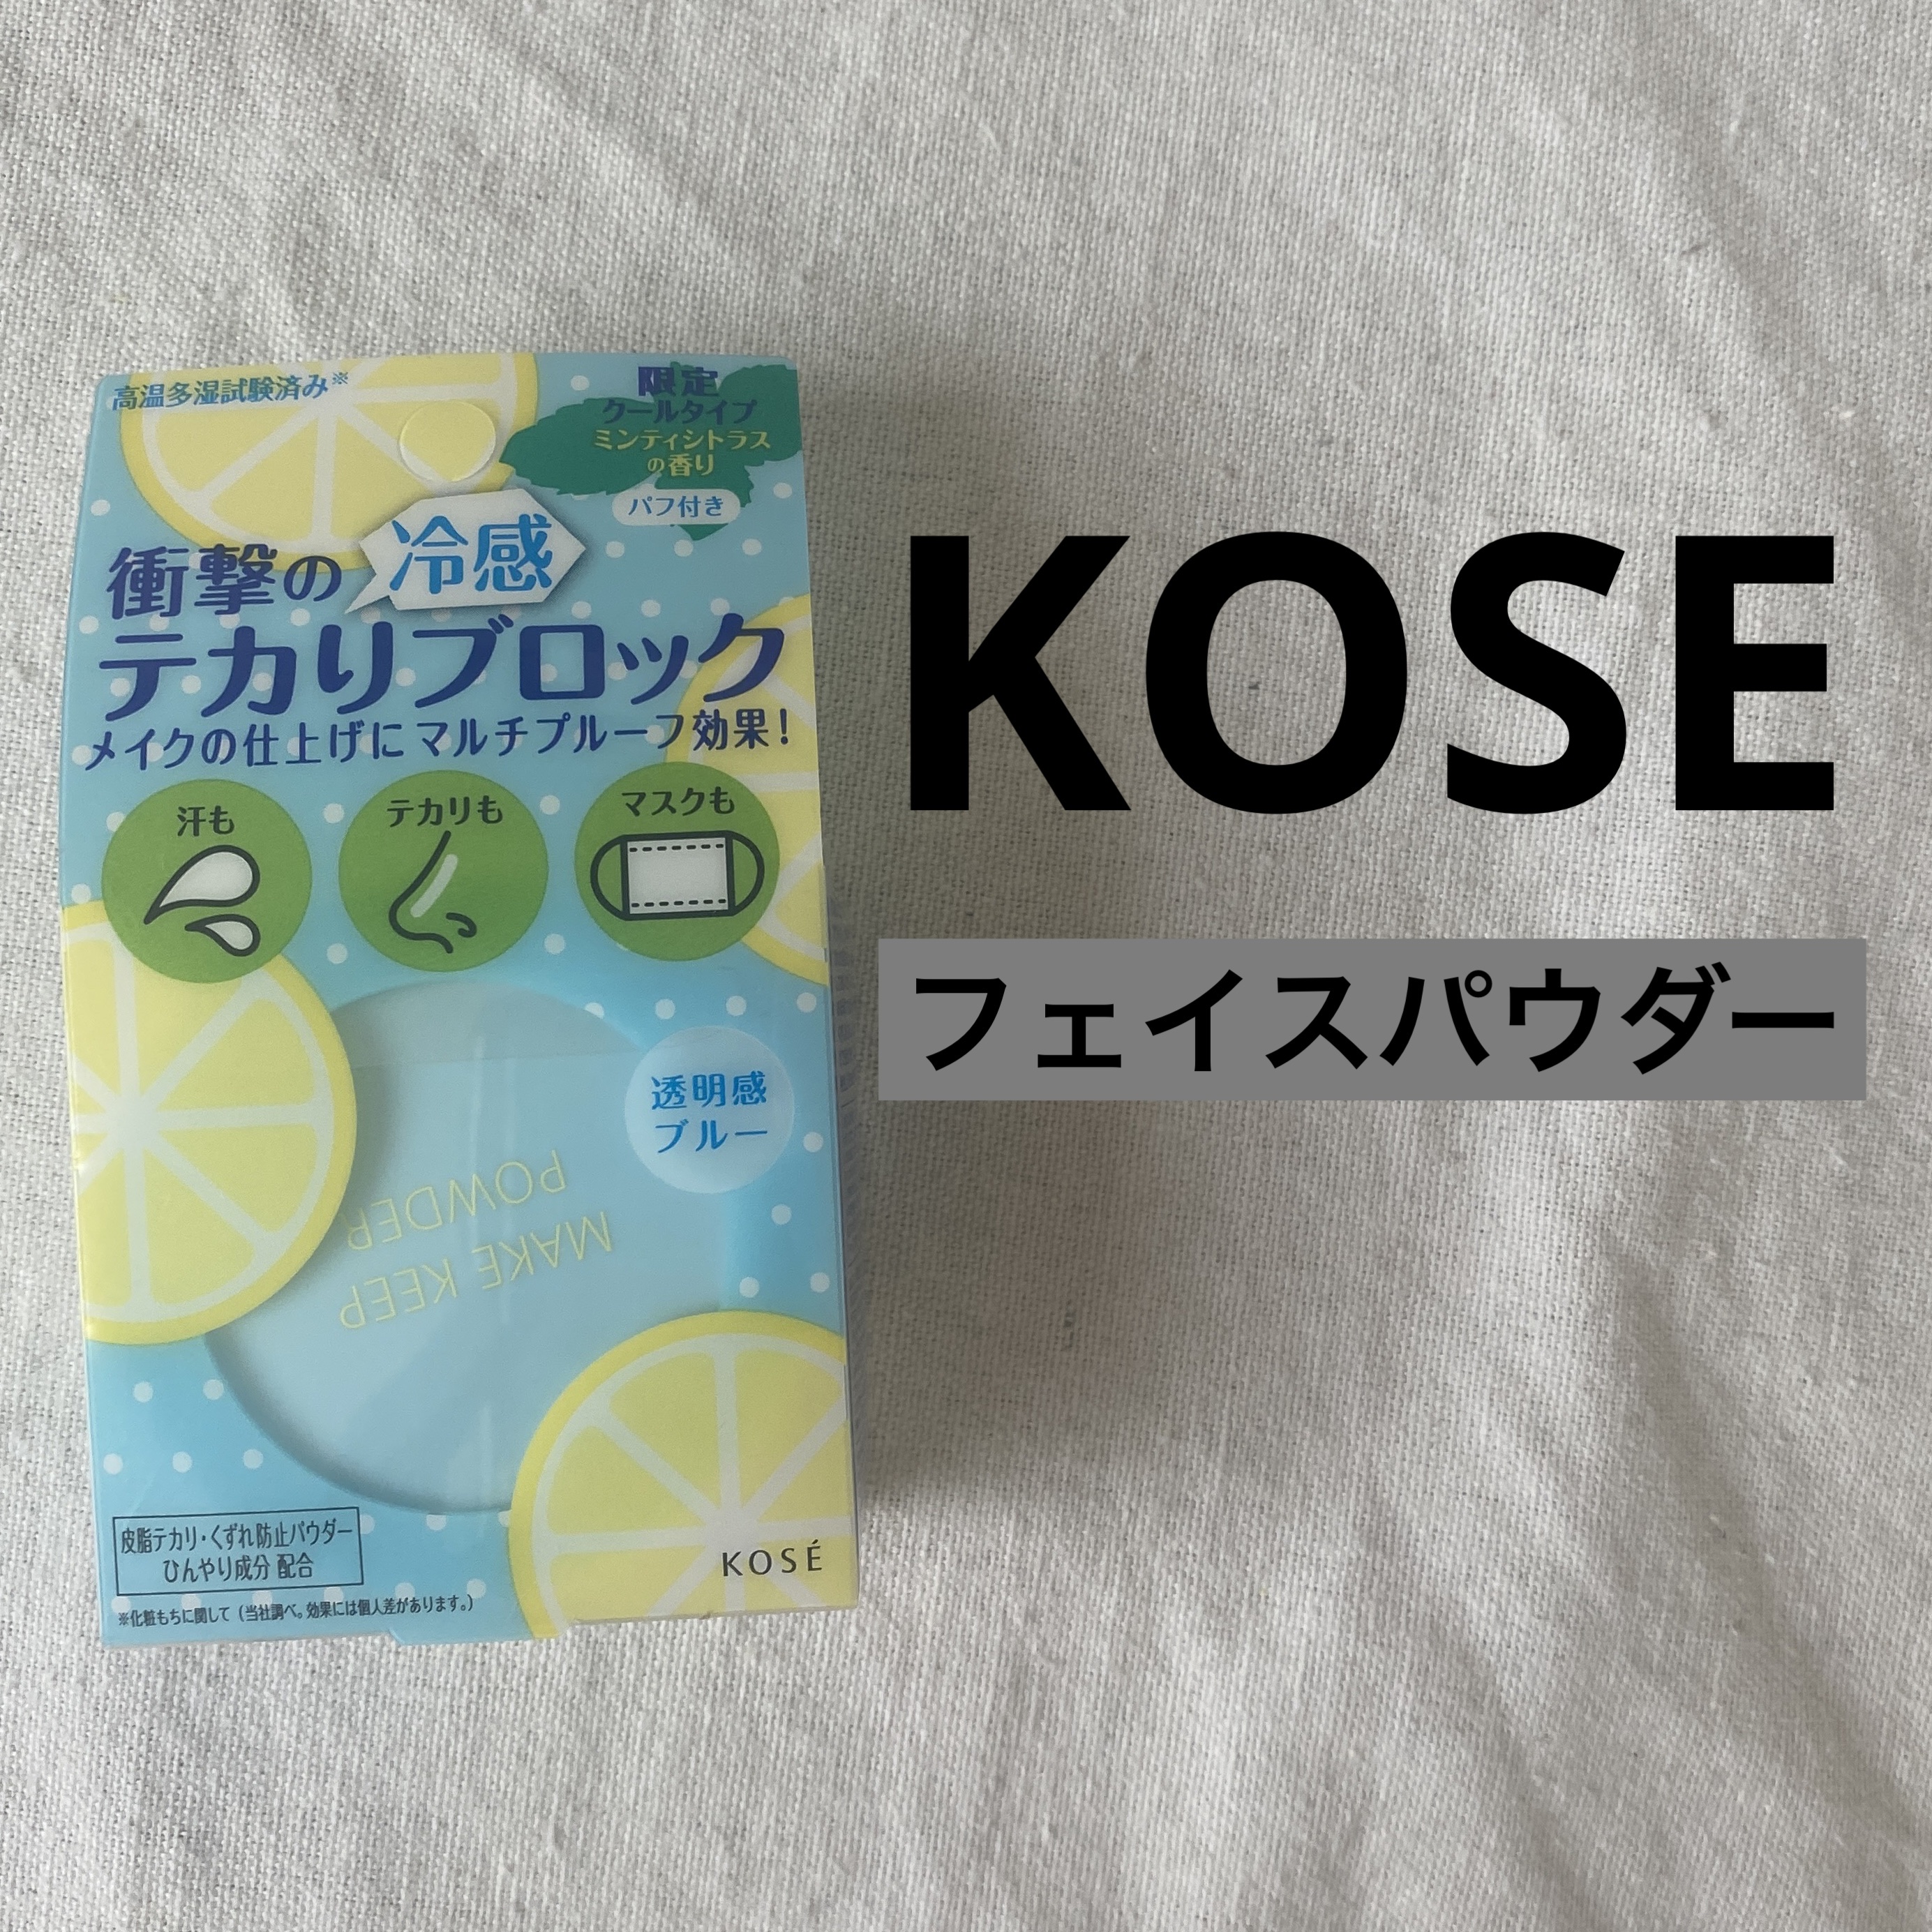 高温多湿試験済み※
限定
クールタイプ
ミンティシトラス
の香り
パフ付き
衝撃の冷感
テカリブロック
メイクの仕上げにマルチプルーフ効果!
汗も
テカリも
マスクも
透明感
ブルー
MAKE KEEP
POWDER
皮脂テカリ・くずれ防止パウダー
ひんやり成分 配合
※化粧もちに関して(当社調べ。効果には個人差があります。)
KOSÉ
KOSE
フェイスパウダー